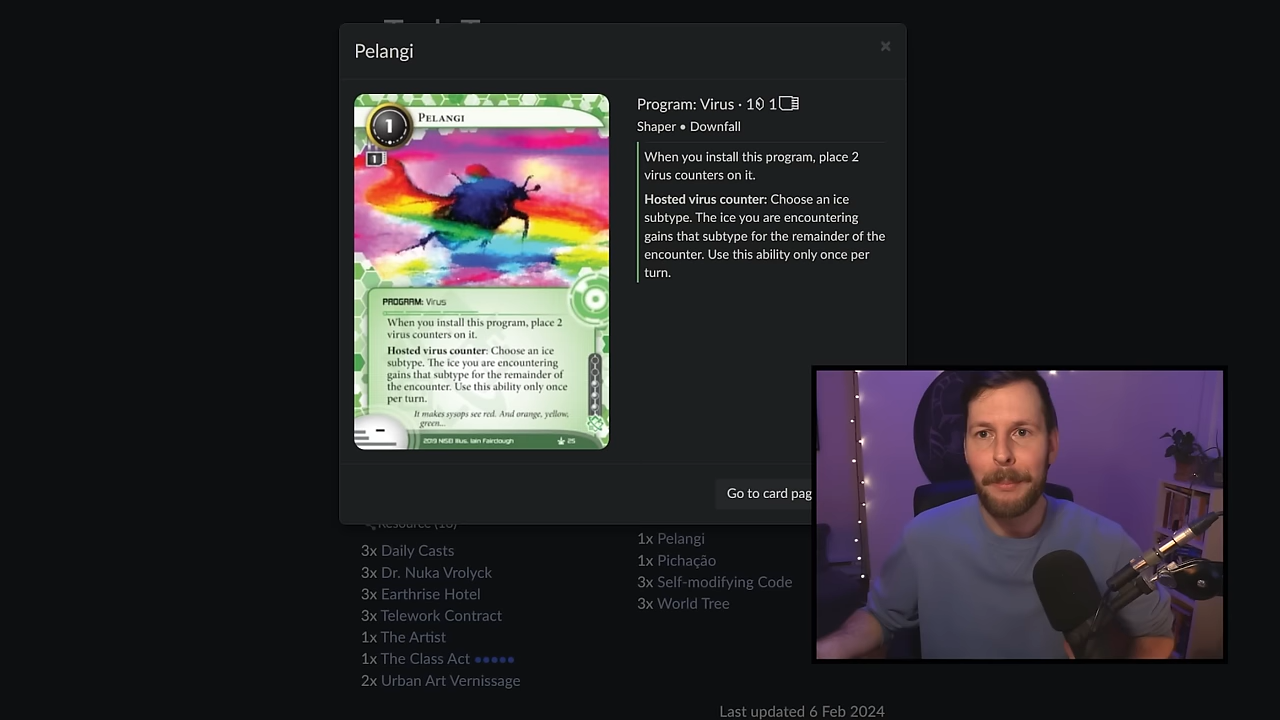 Pelangi
×
1
PELANGI
1
PROGRAM: Virus
When you install this program, place 2
virus counters on it.
Hosted virus counter: Choose an ice
subtype. The ice you are encountering
gains that subtype for the remainder of
the encounter. Use this ability only once
per turn.
It makes sysops see red. And orange, yellow,
green...
–
2019 NISEI Illus. Iain Fairclough
25
Program: Virus · 1 1
Shaper • Downfall
When you install this program, place 2
virus counters on it.
Hosted virus counter: Choose an ice
subtype. The ice you are encountering
gains that subtype for the remainder of the
encounter. Use this ability only once per
turn.
Go to card pag
Resource (16)
3x Daily Casts
3x Dr. Nuka Vrolyck
3x Earthrise Hotel
3x Telework Contract
1x The Artist
1x The Class Act ●●●●●
2x Urban Art Vernissage
1x Pelangi
1x Pichação
3x Self-modifying Code
3x World Tree
Last updated 6 Feb 2024